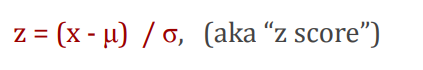 z = (x - μ) / σ, (aka “z score”)